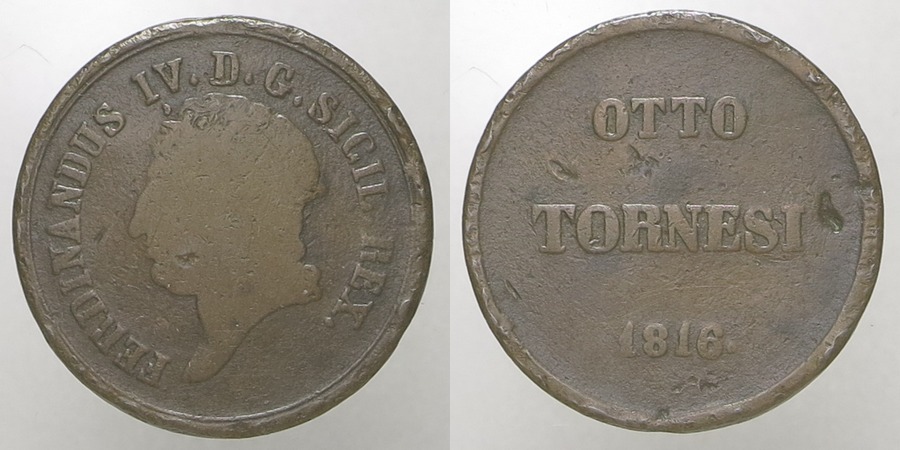 FERDINANDUS IV. D. G. SICIL. REX.
OTTO
TORNESI
1816.